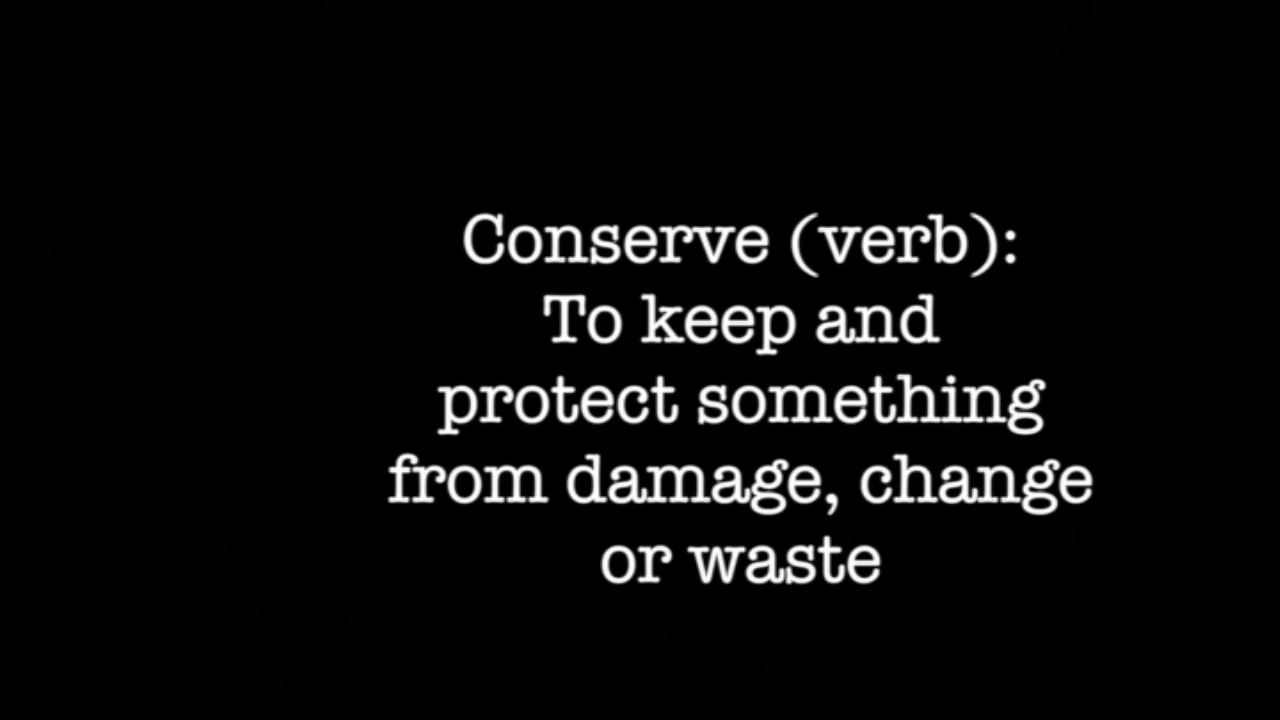 Conserve (verb):
To keep and
protect something
from damage, change
or waste